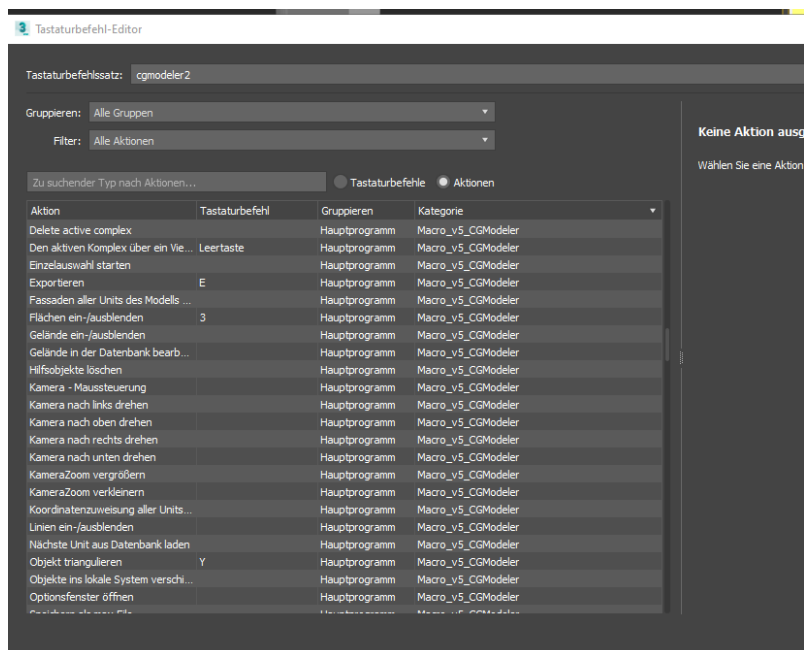 3 Tastaturbefehl-Editor
Tastaturbefehlssatz: cgmodeler2
Gruppieren: Alle Gruppen
Filter: Alle Aktionen
Keine Aktion ausg
Wählen Sie eine Aktion
Zu suchender Typ nach Aktionen... Tastaturbefehle Aktionen
Aktion Tastaturbefehl Gruppieren Kategorie
Delete active complex Hauptprogramm Macro_v5_CGModeler
Den aktiven Komplex über ein Vie... Leertaste Hauptprogramm Macro_v5_CGModeler
Einzelauswahl starten Hauptprogramm Macro_v5_CGModeler
Exportieren E Hauptprogramm Macro_v5_CGModeler
Fassaden aller Units des Modells ... Hauptprogramm Macro_v5_CGModeler
Flächen ein-/ausblenden 3 Hauptprogramm Macro_v5_CGModeler
Gelände ein-/ausblenden Hauptprogramm Macro_v5_CGModeler
Gelände in der Datenbank bearb... Hauptprogramm Macro_v5_CGModeler
Hilfsobjekte löschen Hauptprogramm Macro_v5_CGModeler
Kamera - Maussteuerung Hauptprogramm Macro_v5_CGModeler
Kamera nach links drehen Hauptprogramm Macro_v5_CGModeler
Kamera nach oben drehen Hauptprogramm Macro_v5_CGModeler
Kamera nach rechts drehen Hauptprogramm Macro_v5_CGModeler
Kamera nach unten drehen Hauptprogramm Macro_v5_CGModeler
KameraZoom vergrößern Hauptprogramm Macro_v5_CGModeler
KameraZoom verkleinern Hauptprogramm Macro_v5_CGModeler
Koordinatenzuweisung aller Units... Hauptprogramm Macro_v5_CGModeler
Linien ein-/ausblenden Hauptprogramm Macro_v5_CGModeler
Nächste Unit aus Datenbank laden Hauptprogramm Macro_v5_CGModeler
Objekt triangulieren Y Hauptprogramm Macro_v5_CGModeler
Objekte ins lokale System verschi... Hauptprogramm Macro_v5_CGModeler
Optionsfenster öffnen Hauptprogramm Macro_v5_CGModeler